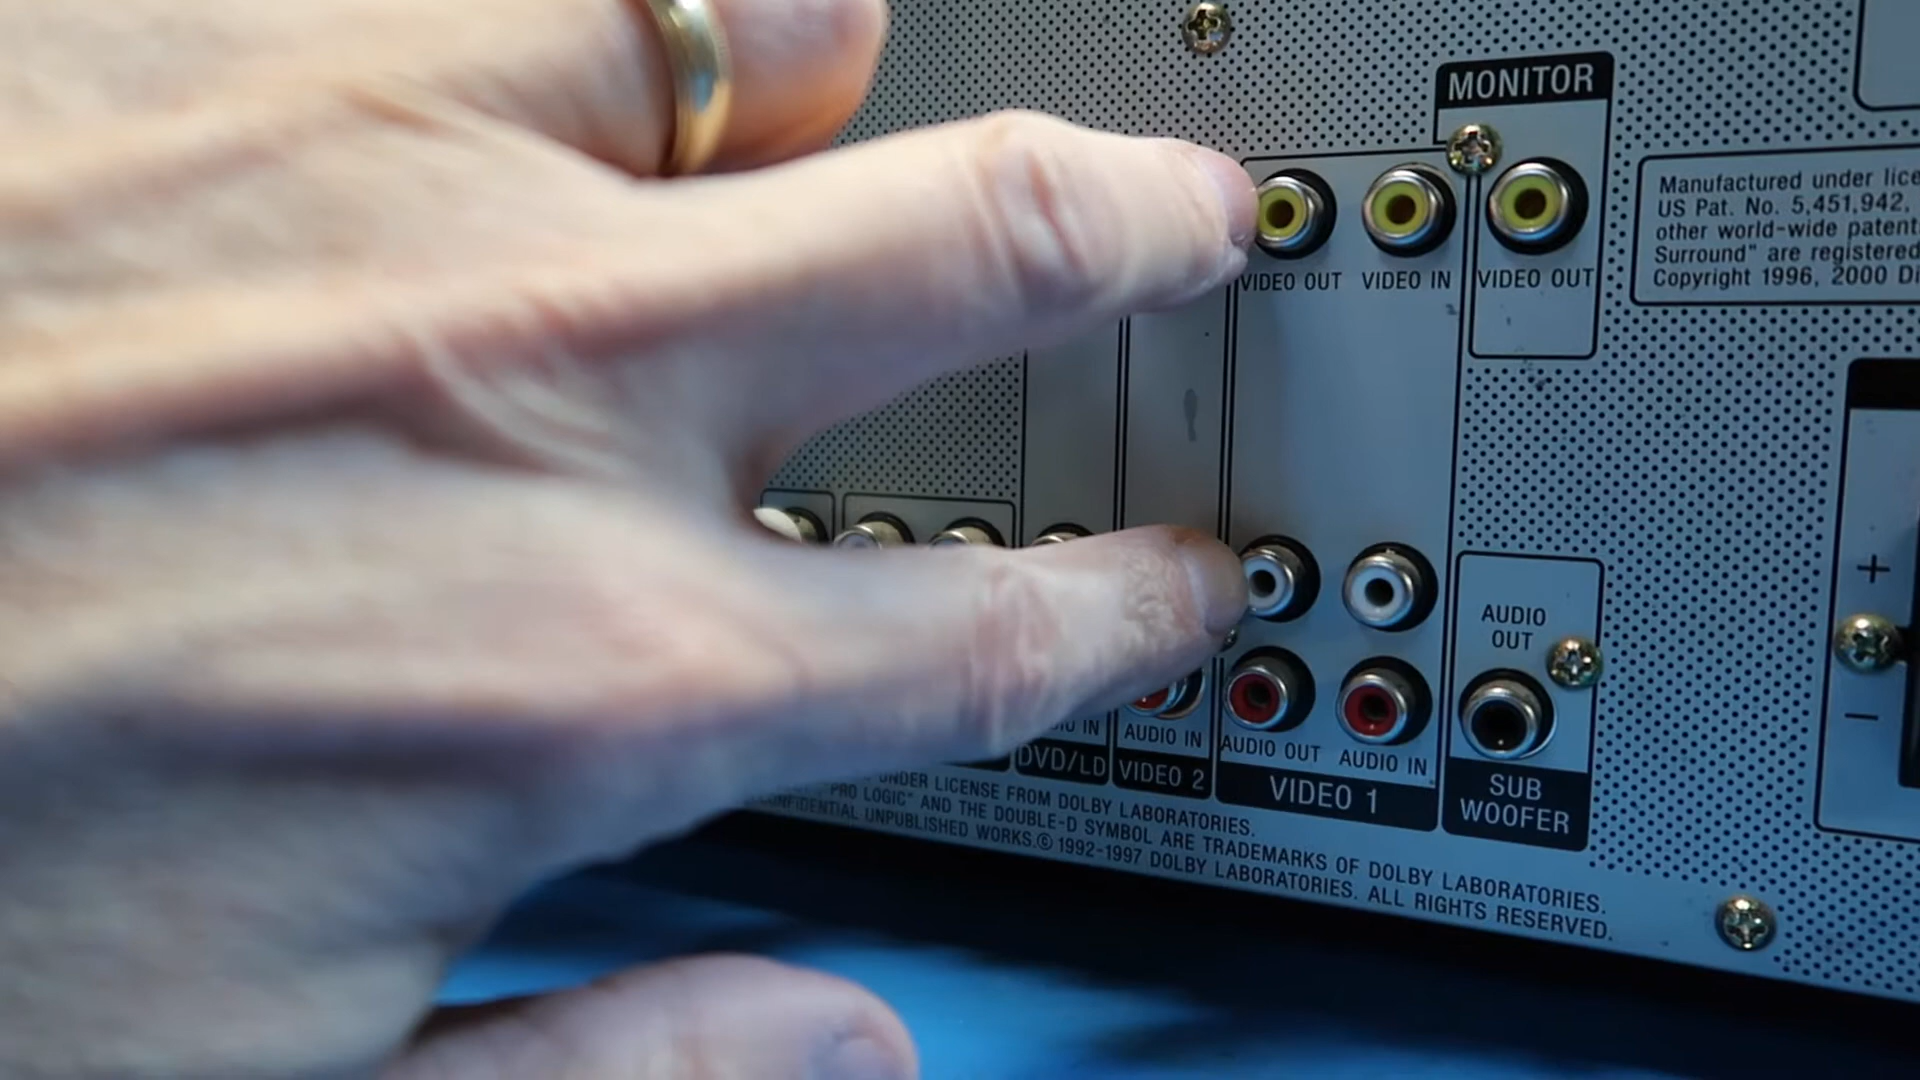 MONITOR
VIDEO OUT VIDEO IN VIDEO OUT
Manufactured under
US Pat. No. 5,451,942,
other world-wide
Surround" are registered
Copyright 1996, 2000
+
−
AUDIO
OUT
IN AUDIO IN AUDIO OUT AUDIO IN
DVD/LD VIDEO 2 VIDEO 1 SUB
WOOFER
UNDER LICENSE FROM DOLBY LABORATORIES.
"PRO LOGIC" AND THE DOUBLE-D SYMBOL ARE TRADEMARKS OF DOLBY LABORATORIES.
CONFIDENTIAL UNPUBLISHED WORKS.© 1992-1997 DOLBY LABORATORIES. ALL RIGHTS RESERVED.